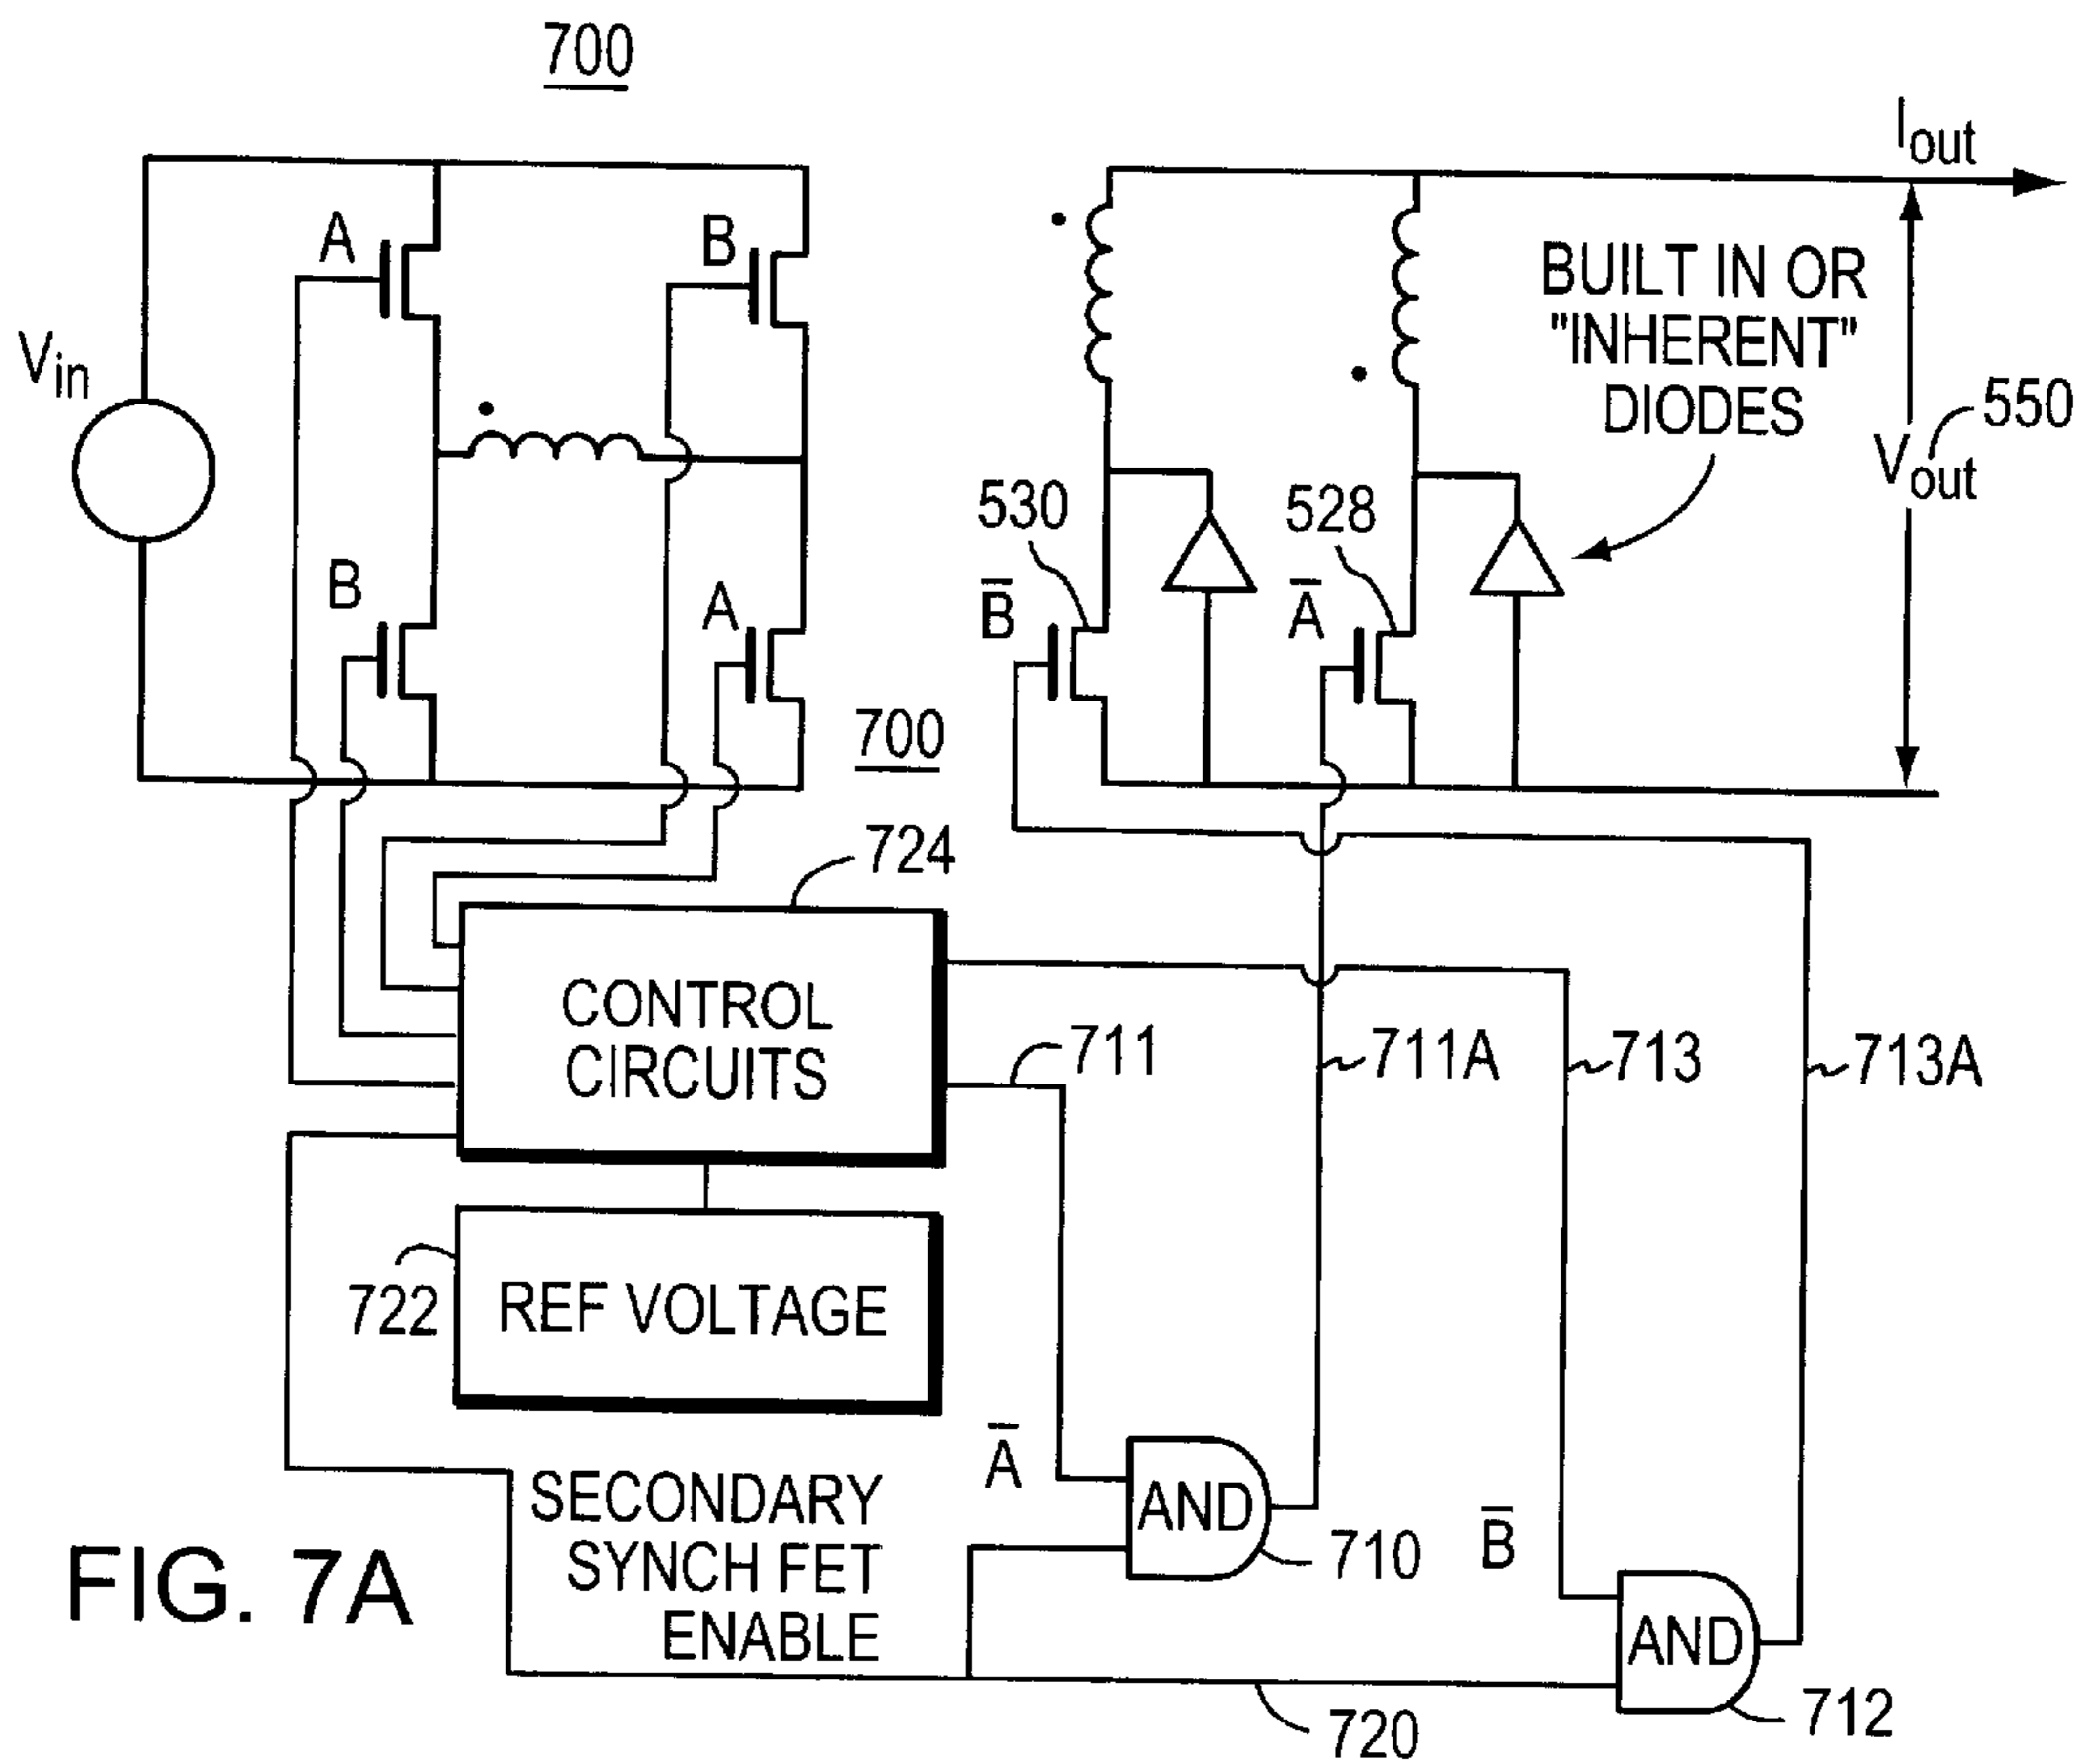 700
I_out
A
B
BUILT IN OR
"INHERENT"
DIODES
V_in
550
V_out
530
528
B
A
B̅
A̅
700
724
CONTROL
CIRCUITS
711
711A
713
713A
722
REF VOLTAGE
A̅
SECONDARY
SYNCH FET
ENABLE
AND
710
B̅
FIG. 7A
AND
712
720